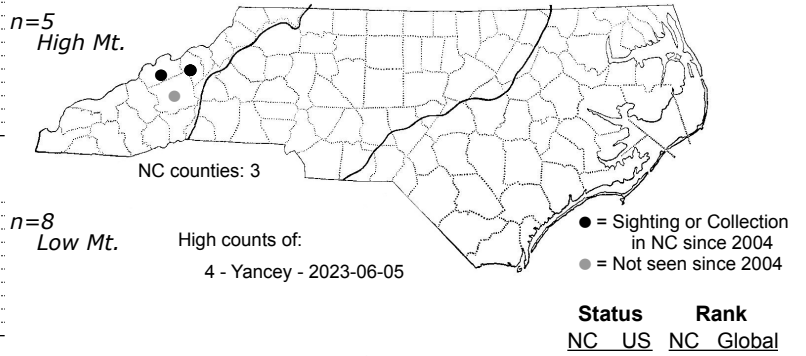 n=5
High Mt.
NC counties: 3
n=8
Low Mt.
High counts of:
4 - Yancey - 2023-06-05
● = Sighting or Collection
in NC since 2004
● = Not seen since 2004
Status Rank
NC US NC Global